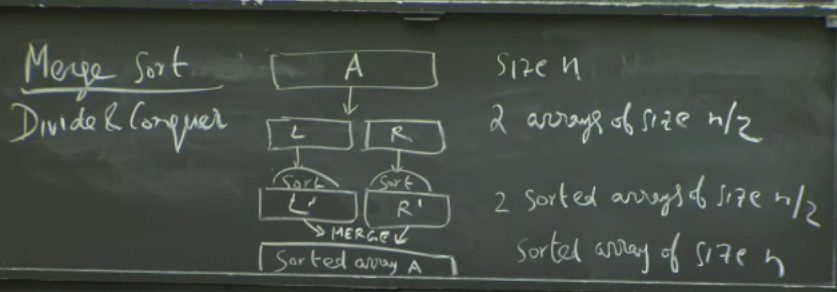 Merge Sort
A
size n
Divide & Conquer
L R
2 arrays of size n/2
Sort Sort
L' R'
2 sorted arrays of size n/2
MERGE
Sorted array A
sorted array of size n